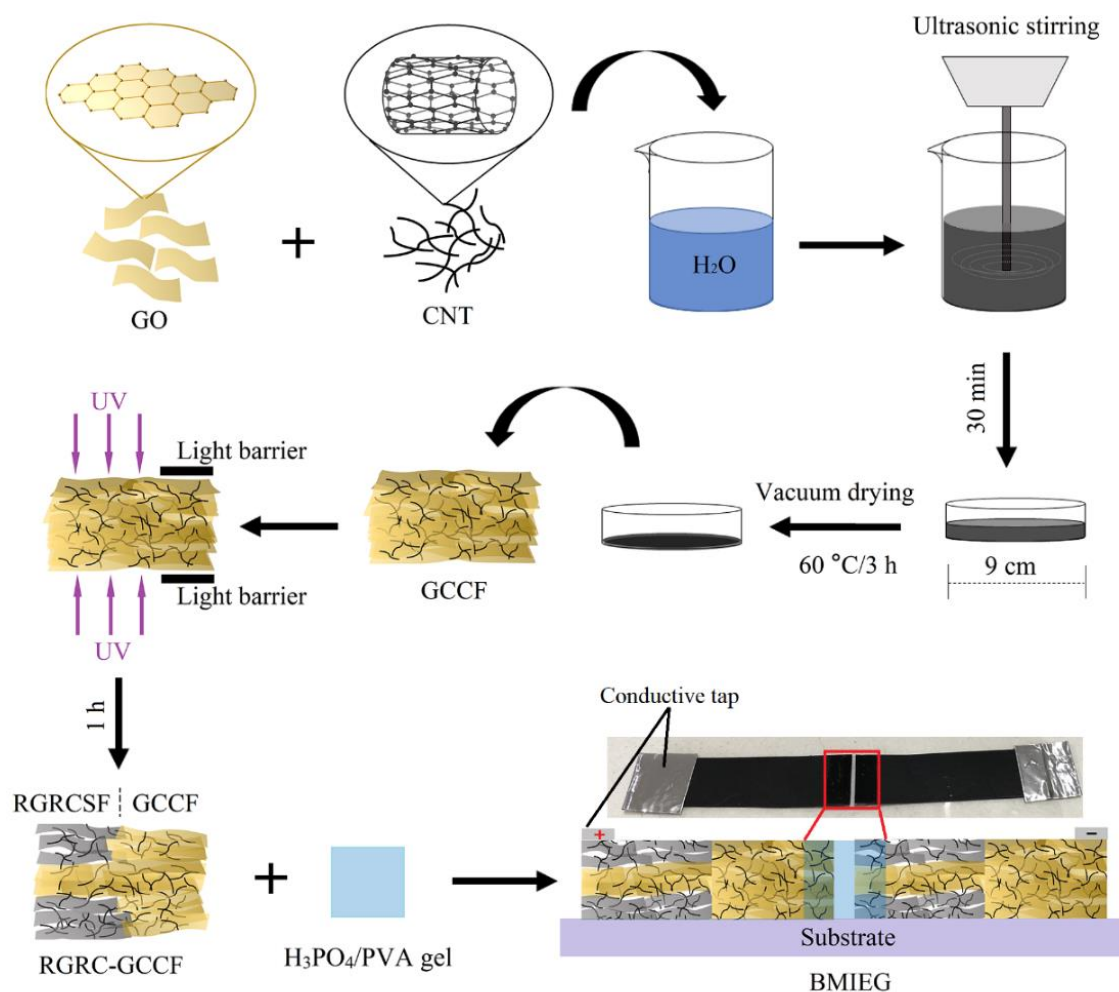 Ultrasonic stirring
H₂O
GO
+
CNT
30 min
UV
Light barrier
Light barrier
UV
GCCF
Vacuum drying
60 °C/3 h
9 cm
1 h
Conductive tap
RGRCSF
GCCF
+
+
−
RGRC-GCCF
H₃PO₄/PVA gel
Substrate
BMIEG